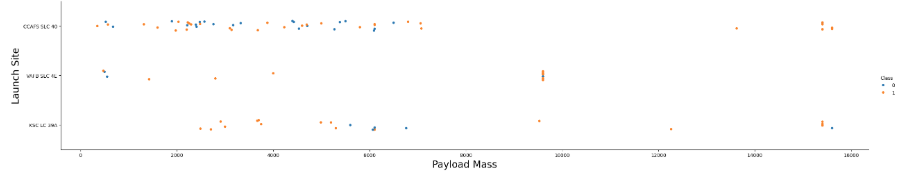 CCAFS SLC 40
VAFB SLC 4E
KSC LC 39A
Launch Site
0
2000
4000
6000
8000
10000
12000
14000
16000
Payload Mass
Class
0
1